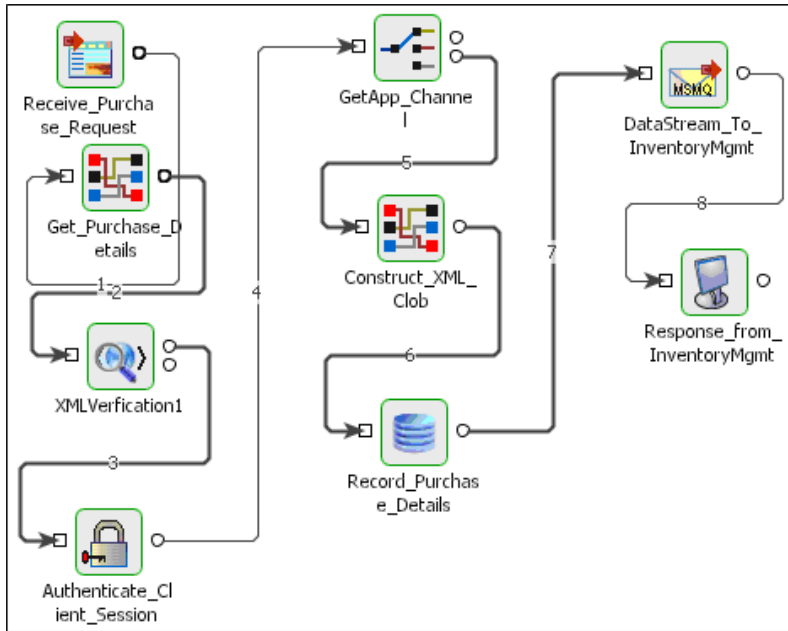 Receive_Purcha
se_Request
Get_Purchase_D
etails
1
2
XMLVerfication1
3
Authenticate_Cl
ient_Session
4
GetApp_Channe
l
5
Construct_XML_
Clob
6
Record_Purchas
e_Details
7
MSMQ
DataStream_To_
InventoryMgmt
8
Response_from_
InventoryMgmt